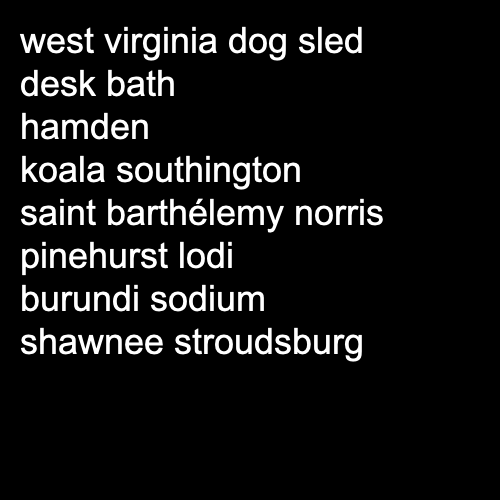 west virginia dog sled
desk bath
hamden
koala southington
saint barthélemy norris
pinehurst lodi
burundi sodium
shawnee stroudsburg